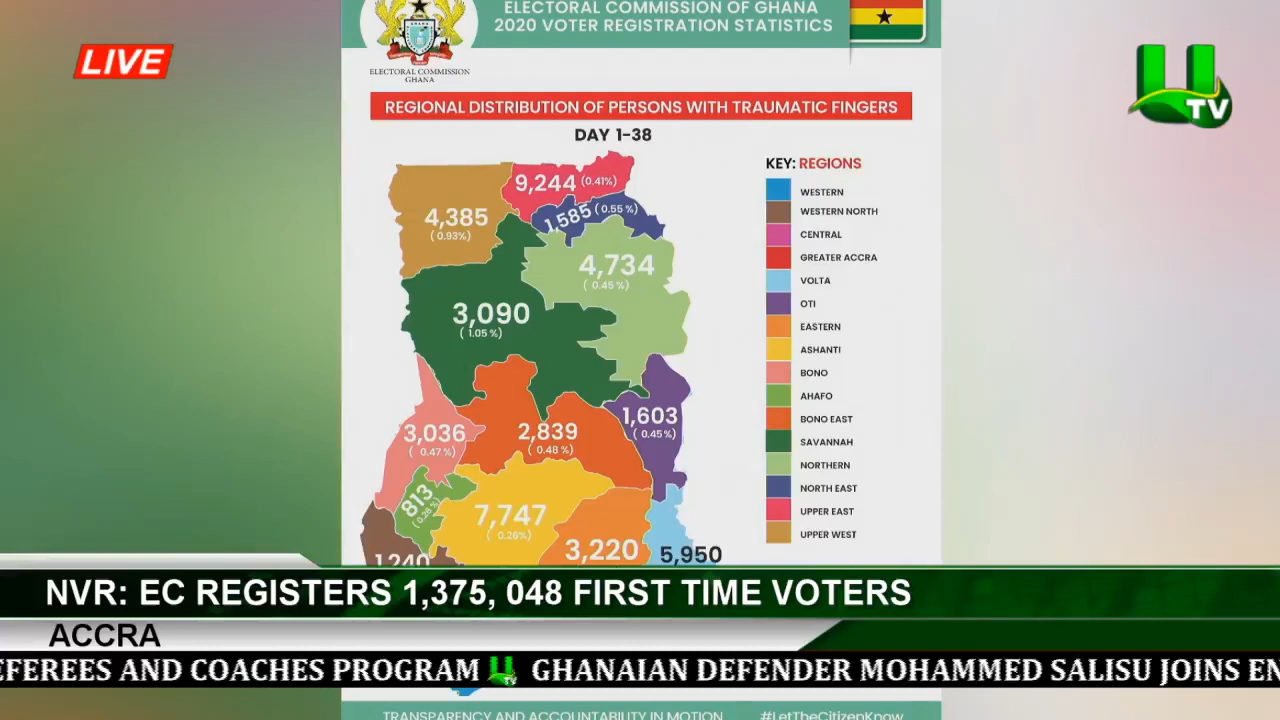 ELECTORAL COMMISSION OF GHANA
2020 VOTER REGISTRATION STATISTICS
LIVE
ELECTORAL COMMISSION
GHANA
U
TV
REGIONAL DISTRIBUTION OF PERSONS WITH TRAUMATIC FINGERS
DAY 1-38
KEY: REGIONS
WESTERN
WESTERN NORTH
CENTRAL
GREATER ACCRA
VOLTA
OTI
EASTERN
ASHANTI
BONO
AHAFO
BONO EAST
SAVANNAH
NORTHERN
NORTH EAST
UPPER EAST
UPPER WEST
9,244 (0.41%)
1,585 (0.55 %)
4,385
(0.93%)
4,734
(0.45 %)
3,090
(1.05 %)
1,603
(0.45%)
3,036
(0.47%)
2,839
(0.48 %)
813
7,747
(0.26%)
3,220
5,950
1,240
NVR: EC REGISTERS 1,375, 048 FIRST TIME VOTERS
ACCRA
EFEREES AND COACHES PROGRAM GHANAIAN DEFENDER MOHAMMED SALISU JOINS EN
TRANSPARENCY AND ACCOUNTABILITY IN MOTION #LetTheCitizenKnow